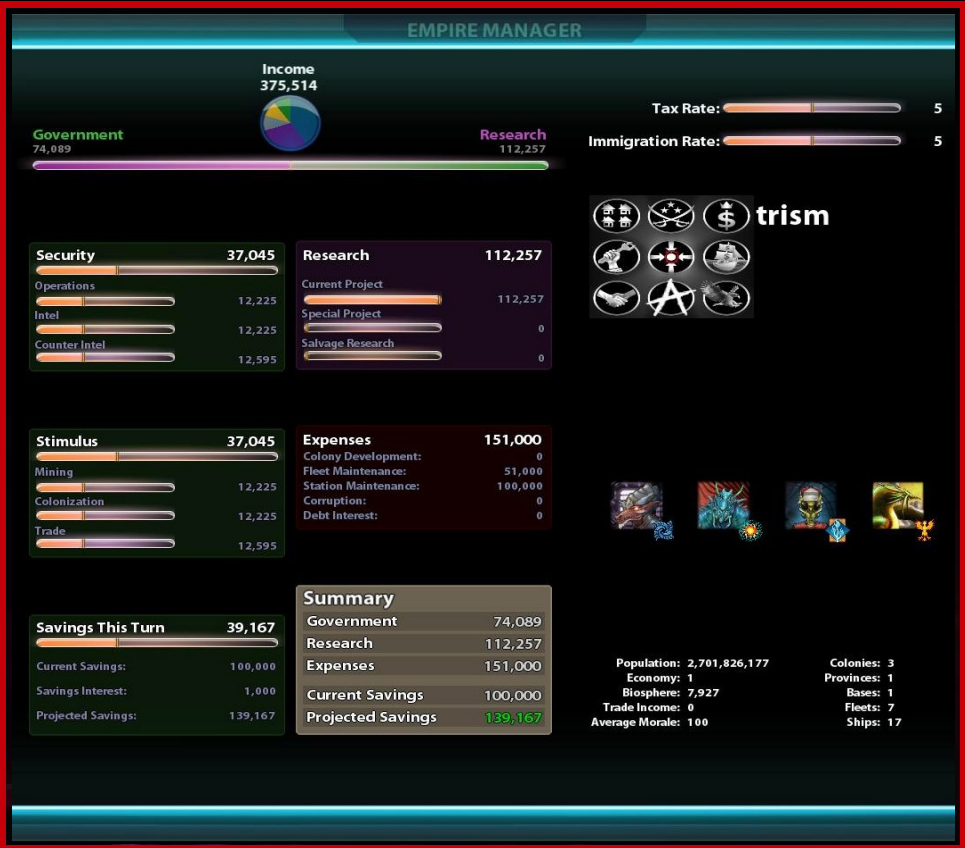 EMPIRE MANAGER
Income
375,514
Government
74,089
Research
112,257
Tax Rate: 5
Immigration Rate: 5
trism
Security 37,045
Operations
12,225
Intel
12,225
Counter Intel
12,595
Research 112,257
Current Project
112,257
Special Project
0
Salvage Research
0
Stimulus 37,045
Mining
12,225
Colonization
12,225
Trade
12,595
Expenses 151,000
Colony Development: 0
Fleet Maintenance: 51,000
Station Maintenance: 100,000
Corruption: 0
Debt Interest: 0
Savings This Turn 39,167
Current Savings: 100,000
Savings Interest: 1,000
Projected Savings: 139,167
Summary
Government 74,089
Research 112,257
Expenses 151,000
Current Savings 100,000
Projected Savings 139,167
Population: 2,701,826,177
Economy: 1
Biosphere: 7,927
Trade Income: 0
Average Morale: 100
Colonies: 3
Provinces: 1
Bases: 1
Fleets: 7
Ships: 17